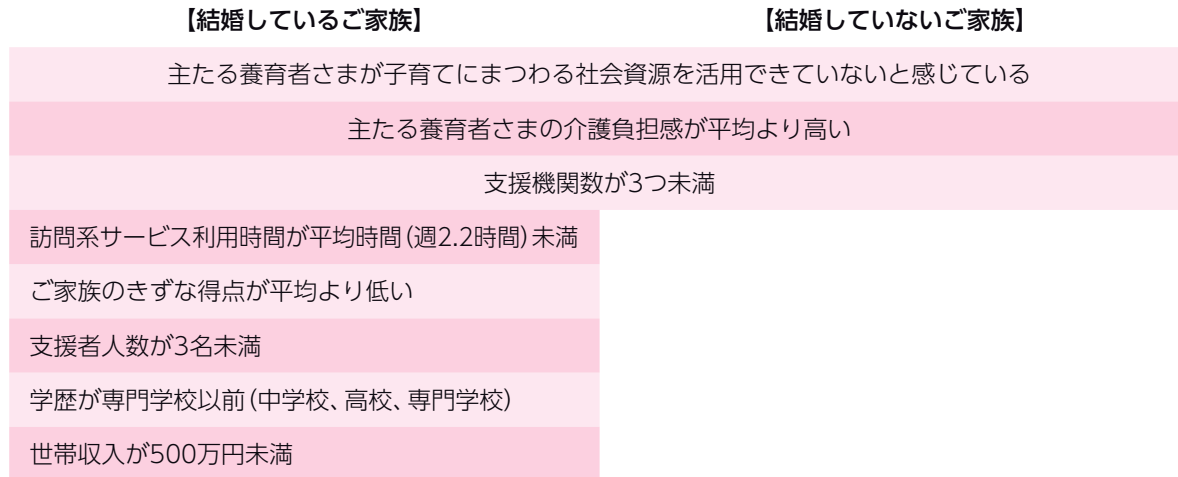 【結婚しているご家族】
【結婚していないご家族】
主たる養育者さまが子育てにまつわる社会資源を活用できていないと感じている
主たる養育者さまの介護負担感が平均より高い
支援機関数が3つ未満
訪問系サービス利用時間が平均時間(週2.2時間)未満
ご家族のきずな得点が平均より低い
支援者人数が3名未満
学歴が専門学校以前(中学校、高校、専門学校)
世帯収入が500万円未満